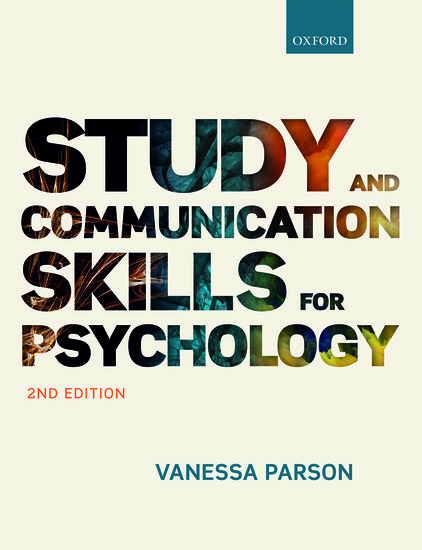 OXFORD
STUDY AND
COMMUNICATION
SKILLS FOR
PSYCHOLOGY
2ND EDITION
VANESSA PARSON